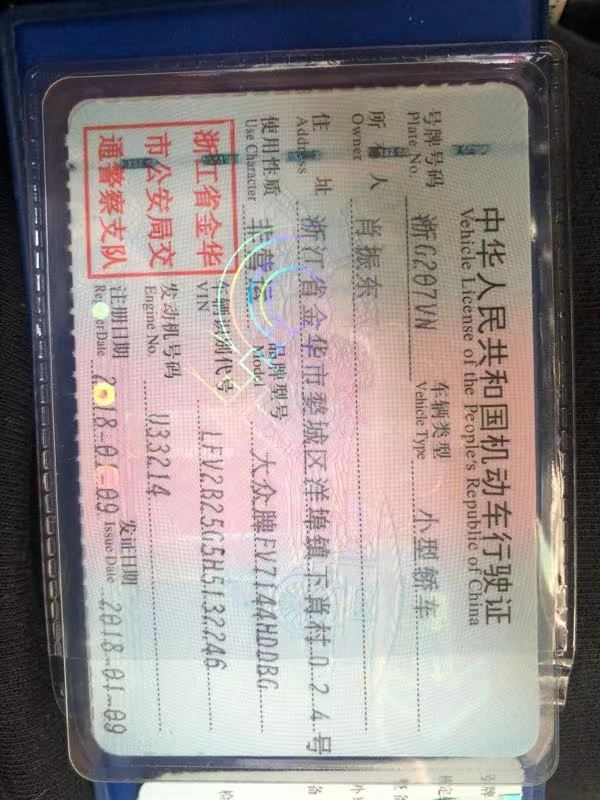 中华人民共和国机动车行驶证
Vehicle License of the People's Republic of China
号牌号码 浙G207VN 车辆类型 小型轿车
Plate No. Vehicle Type
所有人 肖振东
Owner
住址 浙江省金华市婺城区洋埠镇下肖村024号
Address
使用性质 非营运 品牌型号 大众牌FV7144HDDBG
Use Character Model
浙江省金华
市公安局交
通警察支队
车辆识别代号 LFV2B25G5H5132246
VIN
发动机号码 U33214
Engine No.
注册日期 2018-01-09 发证日期 2018-01-09
Register Date Issue Date
号牌